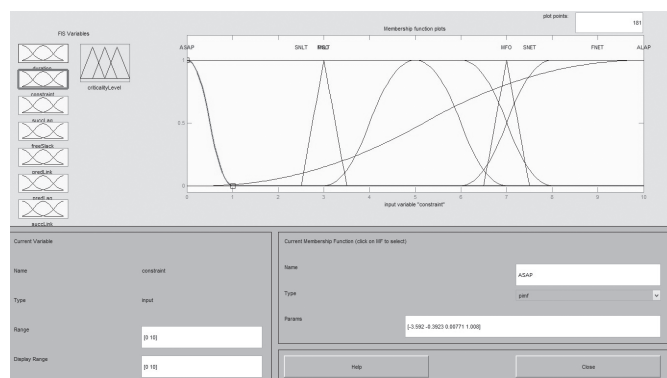 plot points:
181
FIS Variables
Membership function plots
ASAP SNLT MFO SNET FNET ALAP
1
0.5
0
0 1 2 3 4 5 6 7 8 9 10
input variable "constraint"
duration
constraint
succLag
freeSlack
predLink
predLag
succLink
criticalityLevel
Current Variable
Name constraint
Type input
Range [0 10]
Display Range [0 10]
Current Membership Function (click on MF to select)
Name ASAP
Type pimf
Params [-3.592 -0.3923 0.00771 1.008]
Help Close